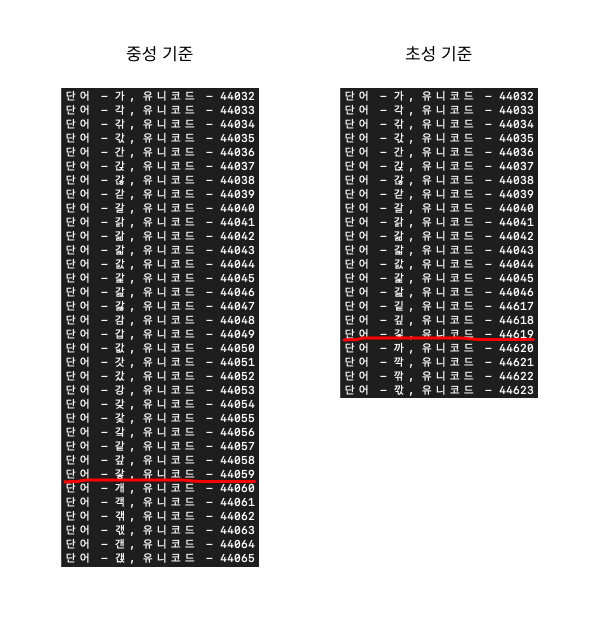 중성 기준
단어 - 가, 유니코드 - 44032
단어 - 각, 유니코드 - 44033
단어 - 갂, 유니코드 - 44034
단어 - 갃, 유니코드 - 44035
단어 - 간, 유니코드 - 44036
단어 - 갅, 유니코드 - 44037
단어 - 갆, 유니코드 - 44038
단어 - 갇, 유니코드 - 44039
단어 - 갈, 유니코드 - 44040
단어 - 갉, 유니코드 - 44041
단어 - 갊, 유니코드 - 44042
단어 - 갋, 유니코드 - 44043
단어 - 갌, 유니코드 - 44044
단어 - 갍, 유니코드 - 44045
단어 - 갎, 유니코드 - 44046
단어 - 갏, 유니코드 - 44047
단어 - 감, 유니코드 - 44048
단어 - 갑, 유니코드 - 44049
단어 - 값, 유니코드 - 44050
단어 - 갓, 유니코드 - 44051
단어 - 갔, 유니코드 - 44052
단어 - 강, 유니코드 - 44053
단어 - 갖, 유니코드 - 44054
단어 - 갗, 유니코드 - 44055
단어 - 갘, 유니코드 - 44056
단어 - 같, 유니코드 - 44057
단어 - 갚, 유니코드 - 44058
단어 - 갛, 유니코드 - 44059
단어 - 개, 유니코드 - 44060
단어 - 객, 유니코드 - 44061
단어 - 갞, 유니코드 - 44062
단어 - 갟, 유니코드 - 44063
단어 - 갠, 유니코드 - 44064
단어 - 갡, 유니코드 - 44065
초성 기준
단어 - 가, 유니코드 - 44032
단어 - 각, 유니코드 - 44033
단어 - 갂, 유니코드 - 44034
단어 - 갃, 유니코드 - 44035
단어 - 간, 유니코드 - 44036
단어 - 갅, 유니코드 - 44037
단어 - 갆, 유니코드 - 44038
단어 - 갇, 유니코드 - 44039
단어 - 갈, 유니코드 - 44040
단어 - 갉, 유니코드 - 44041
단어 - 갊, 유니코드 - 44042
단어 - 갋, 유니코드 - 44043
단어 - 갌, 유니코드 - 44044
단어 - 갍, 유니코드 - 44045
단어 - 갎, 유니코드 - 44046
단어 - 깉, 유니코드 - 44617
단어 - 깊, 유니코드 - 44618
단어 - 깋, 유니코드 - 44619
단어 - 까, 유니코드 - 44620
단어 - 깍, 유니코드 - 44621
단어 - 깎, 유니코드 - 44622
단어 - 깏, 유니코드 - 44623